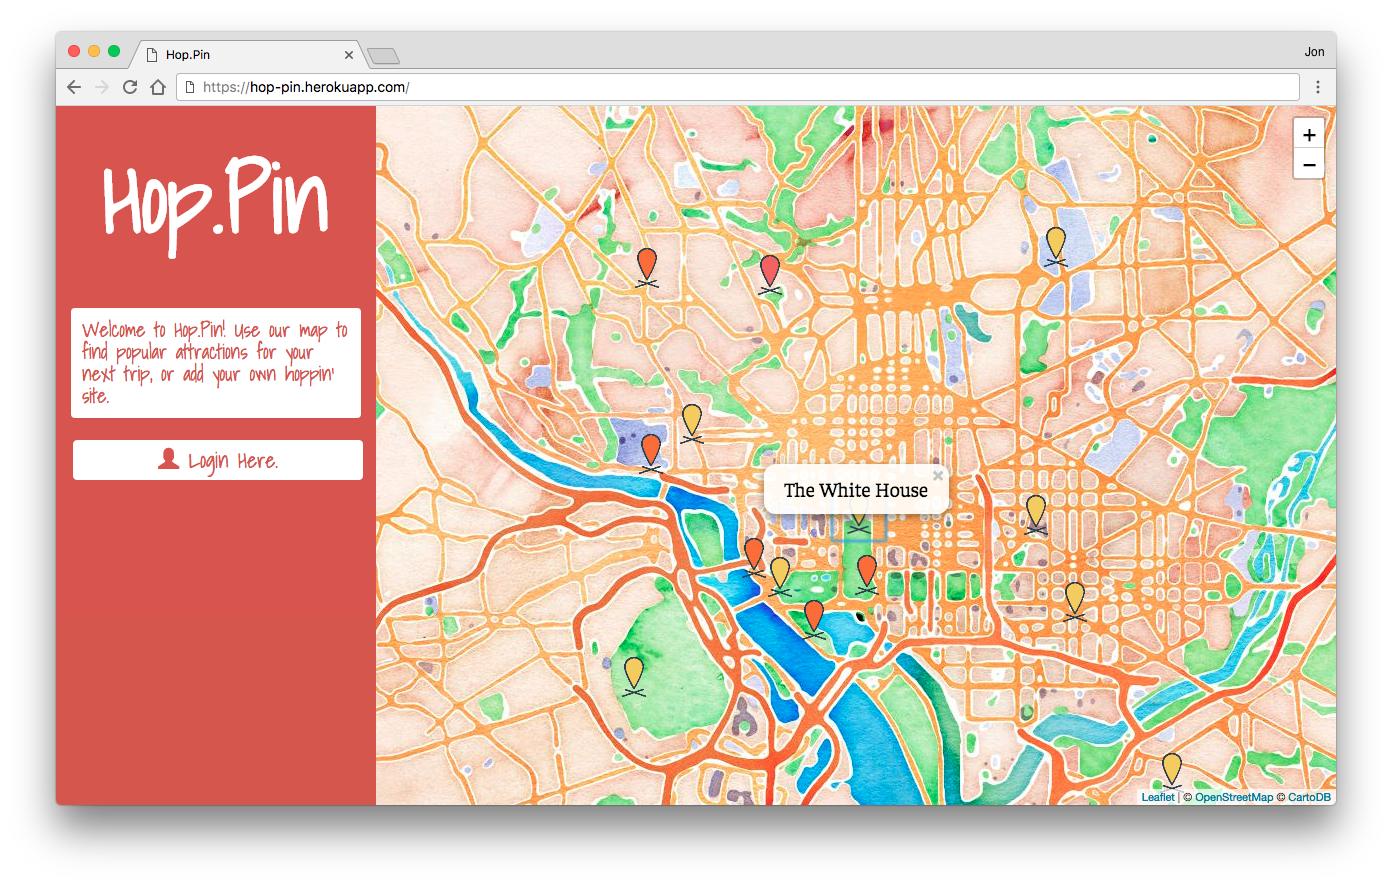 Hop.Pin
Jon
https://hop-pin.herokuapp.com/
Hop.Pin
Welcome to Hop.Pin! Use our map to
find popular attractions for your
next trip, or add your own hoppin'
site.
Login Here.
+
−
The White House
×
Leaflet | © OpenStreetMap © CartoDB